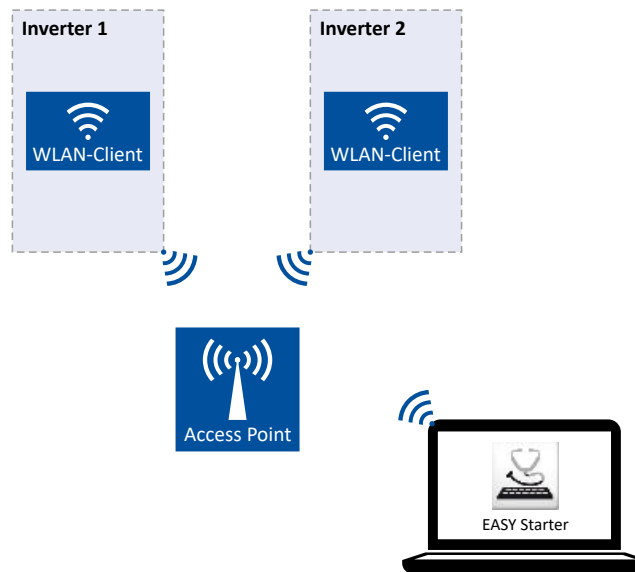 Inverter 1
Inverter 2
WLAN-Client
WLAN-Client
Access Point
EASY Starter